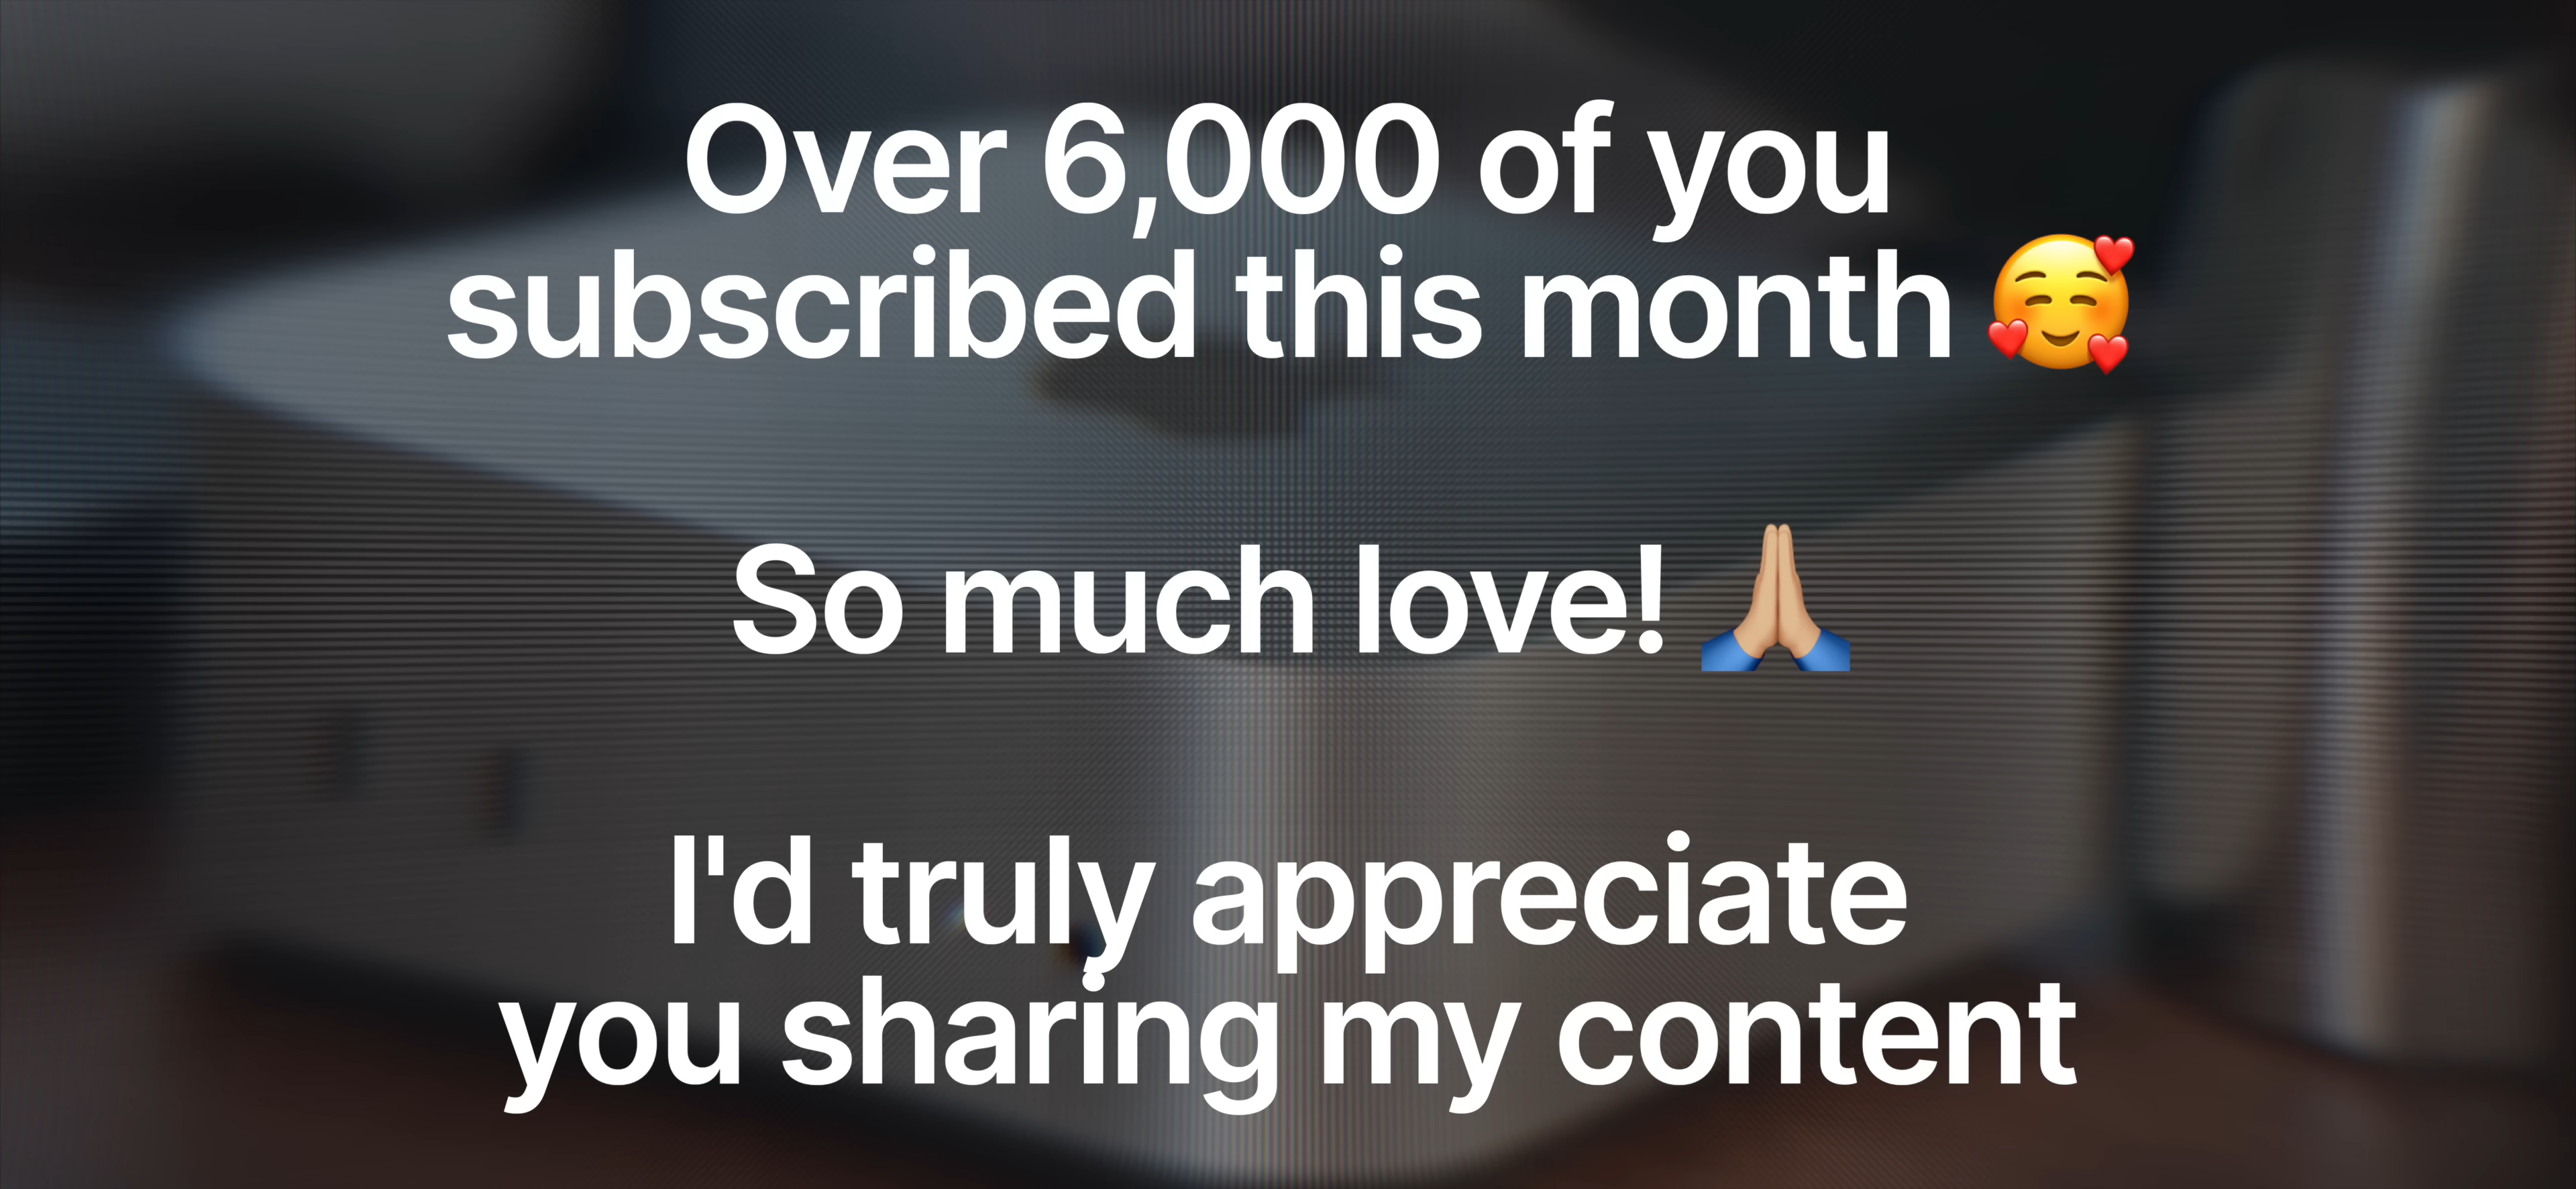 Over 6,000 of you
subscribed this month 🥰
So much love! 🙏🏼
I'd truly appreciate
you sharing my content